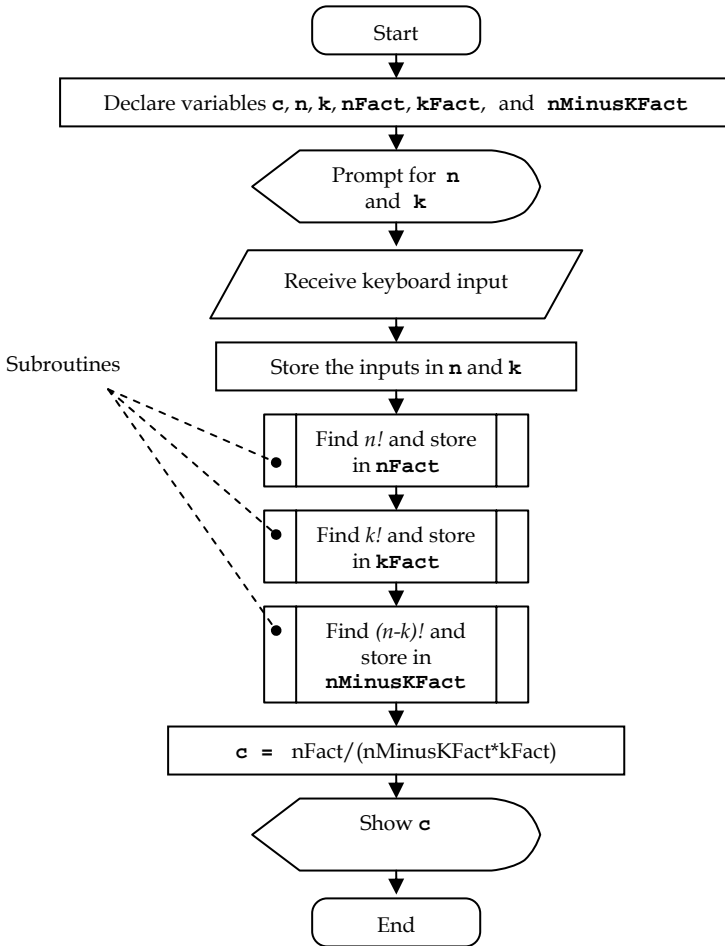 Start
Declare variables c, n, k, nFact, kFact, and nMinusKFact
Prompt for n
and k
Receive keyboard input
Store the inputs in n and k
Subroutines
Find n! and store
in nFact
Find k! and store
in kFact
Find (n-k)! and
store in
nMinusKFact
c = nFact/(nMinusKFact*kFact)
Show c
End